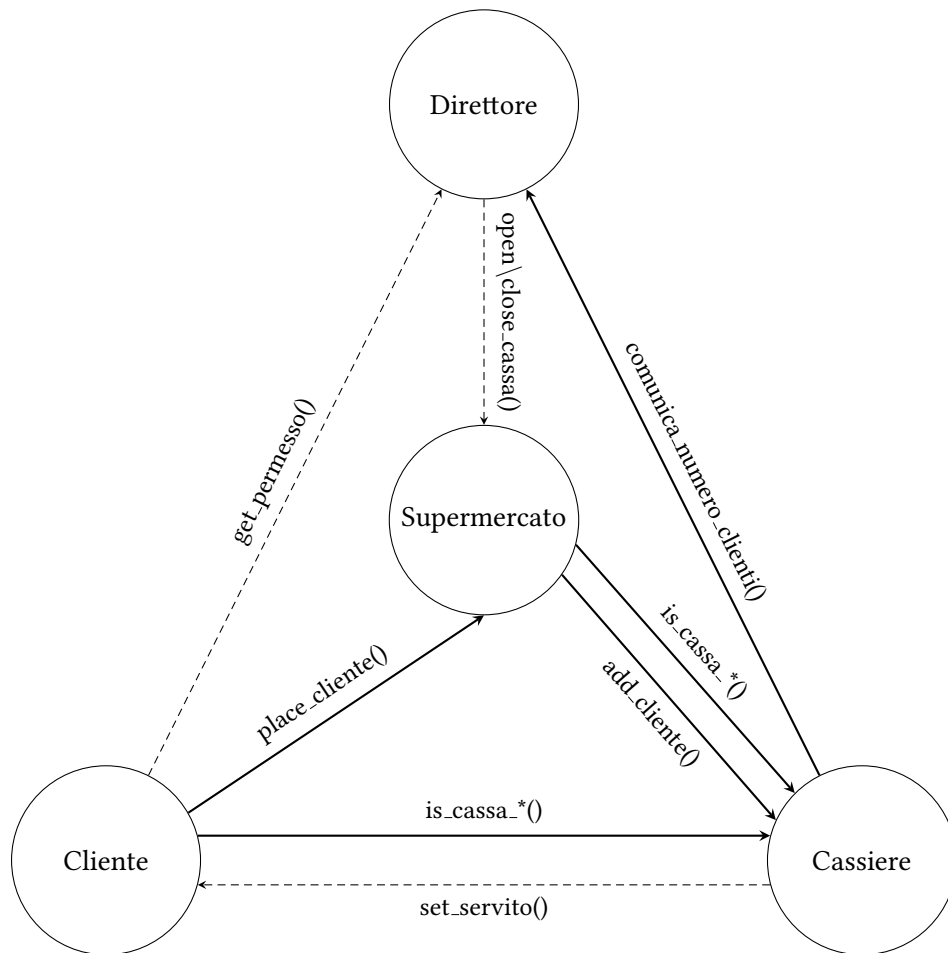 Direttore
open\close_cassa()
get_permesso()
comunica_numero_clienti()
Supermercato
is_cassa_*()
add_cliente()
place_cliente()
is_cassa_*()
Cliente
Cassiere
set_servito()